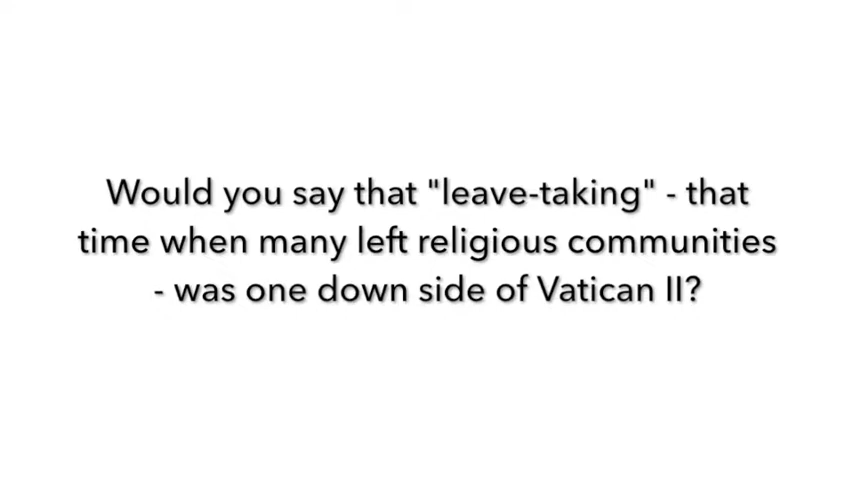 Would you say that "leave-taking" - that
time when many left religious communities
- was one down side of Vatican II?